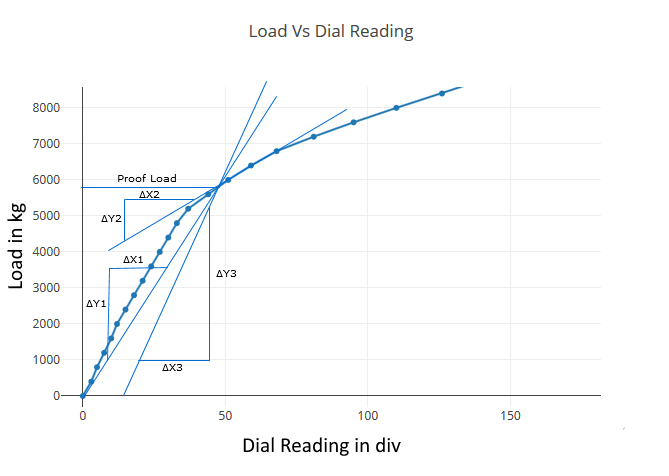 Load Vs Dial Reading
8000
7000
6000
5000
4000
3000
2000
1000
0
Load in kg
Proof Load
ΔX2
ΔY2
ΔX1
ΔY1
ΔY3
ΔX3
0 50 100 150
Dial Reading in div